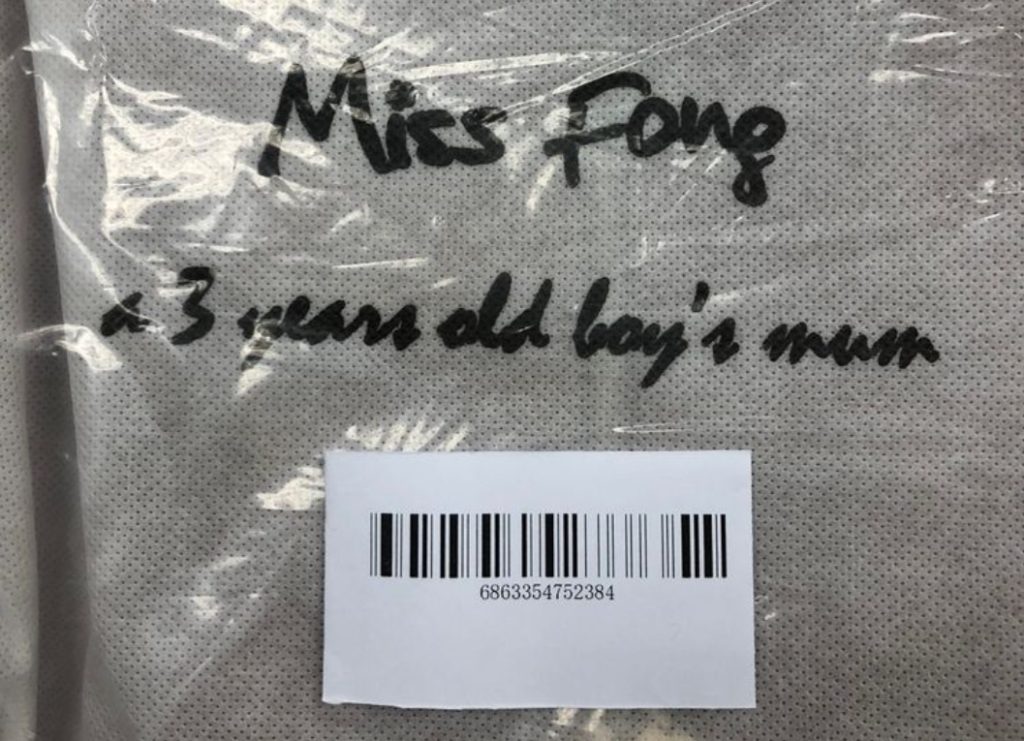 Miss Fong
a 3 years old boy's mum
6863354752384